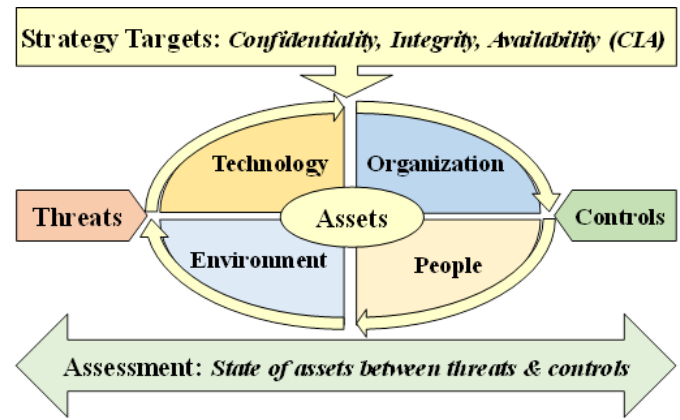 Strategy Targets: Confidentiality, Integrity, Availability (CIA)
Technology
Organization
Threats
Assets
Controls
Environment
People
Assessment: State of assets between threats & controls